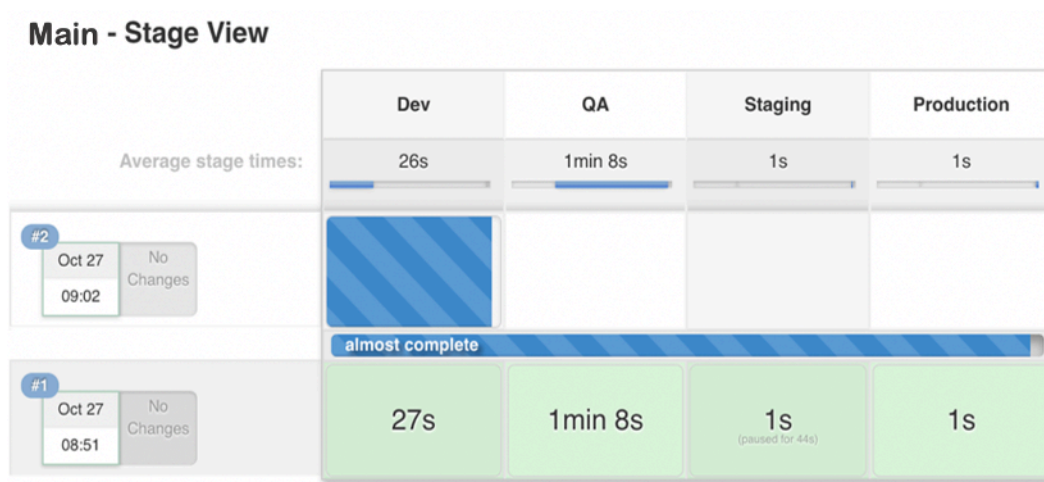 Main - Stage View
Dev QA Staging Production
Average stage times: 26s 1min 8s 1s 1s
#2
Oct 27
09:02
No
Changes
almost complete
#1
Oct 27
08:51
No
Changes
27s 1min 8s 1s 1s
(paused for 44s)